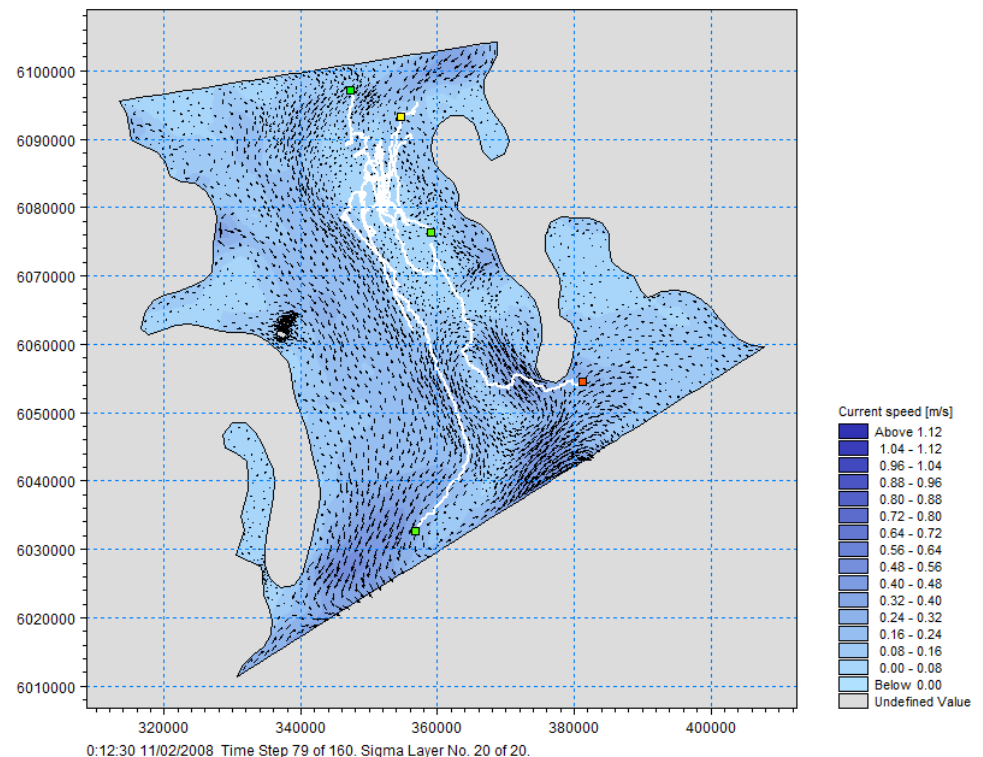 6100000
6090000
6080000
6070000
6060000
6050000
6040000
6030000
6020000
6010000
320000 340000 360000 380000 400000
0:12:30 11/02/2008 Time Step 79 of 160. Sigma Layer No. 20 of 20.
Current speed [m/s]
Above 1.12
1.04 - 1.12
0.96 - 1.04
0.88 - 0.96
0.80 - 0.88
0.72 - 0.80
0.64 - 0.72
0.56 - 0.64
0.48 - 0.56
0.40 - 0.48
0.32 - 0.40
0.24 - 0.32
0.16 - 0.24
0.08 - 0.16
0.00 - 0.08
Below 0.00
Undefined Value